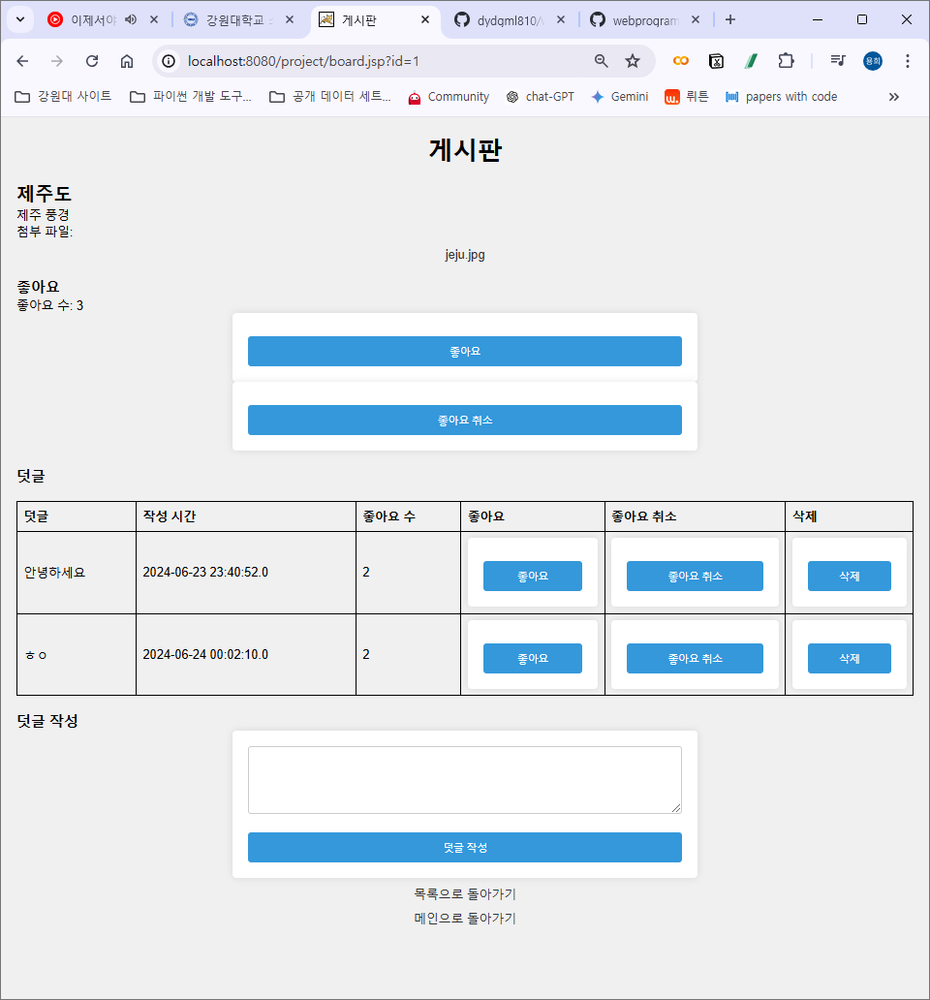 이제서야
강원대학교
게시판
dydqml810/
webprogram
localhost:8080/project/board.jsp?id=1
용희
강원대 사이트
파이썬 개발 도구...
공개 데이터 세트...
Community
chat-GPT
Gemini
뤼튼
papers with code
게시판
제주도
제주 풍경
첨부 파일:
jeju.jpg
좋아요
좋아요 수: 3
좋아요
좋아요 취소
덧글
덧글 작성 시간 좋아요 수 좋아요 좋아요 취소 삭제
안녕하세요 2024-06-23 23:40:52.0 2 좋아요 좋아요 취소 삭제
ㅎㅇ 2024-06-24 00:02:10.0 2 좋아요 좋아요 취소 삭제
덧글 작성
덧글 작성
목록으로 돌아가기
메인으로 돌아가기